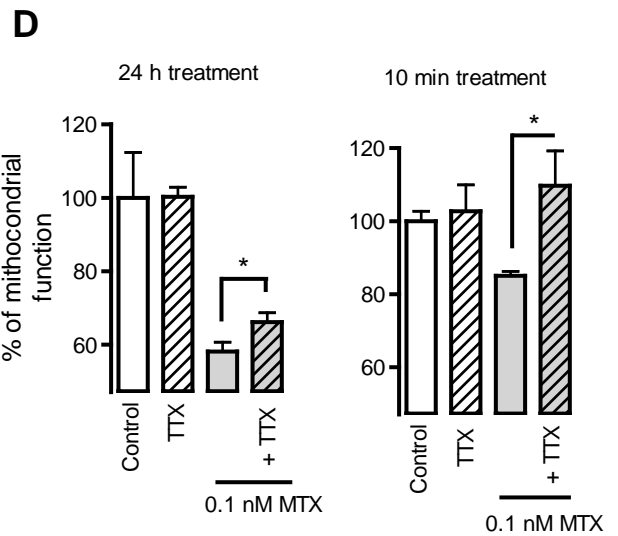 D
24 h treatment
% of mithocondrial
function
120
100
80
60
*
Control
TTX
+ TTX
0.1 nM MTX
10 min treatment
120
100
80
60
*
Control
TTX
+ TTX
0.1 nM MTX